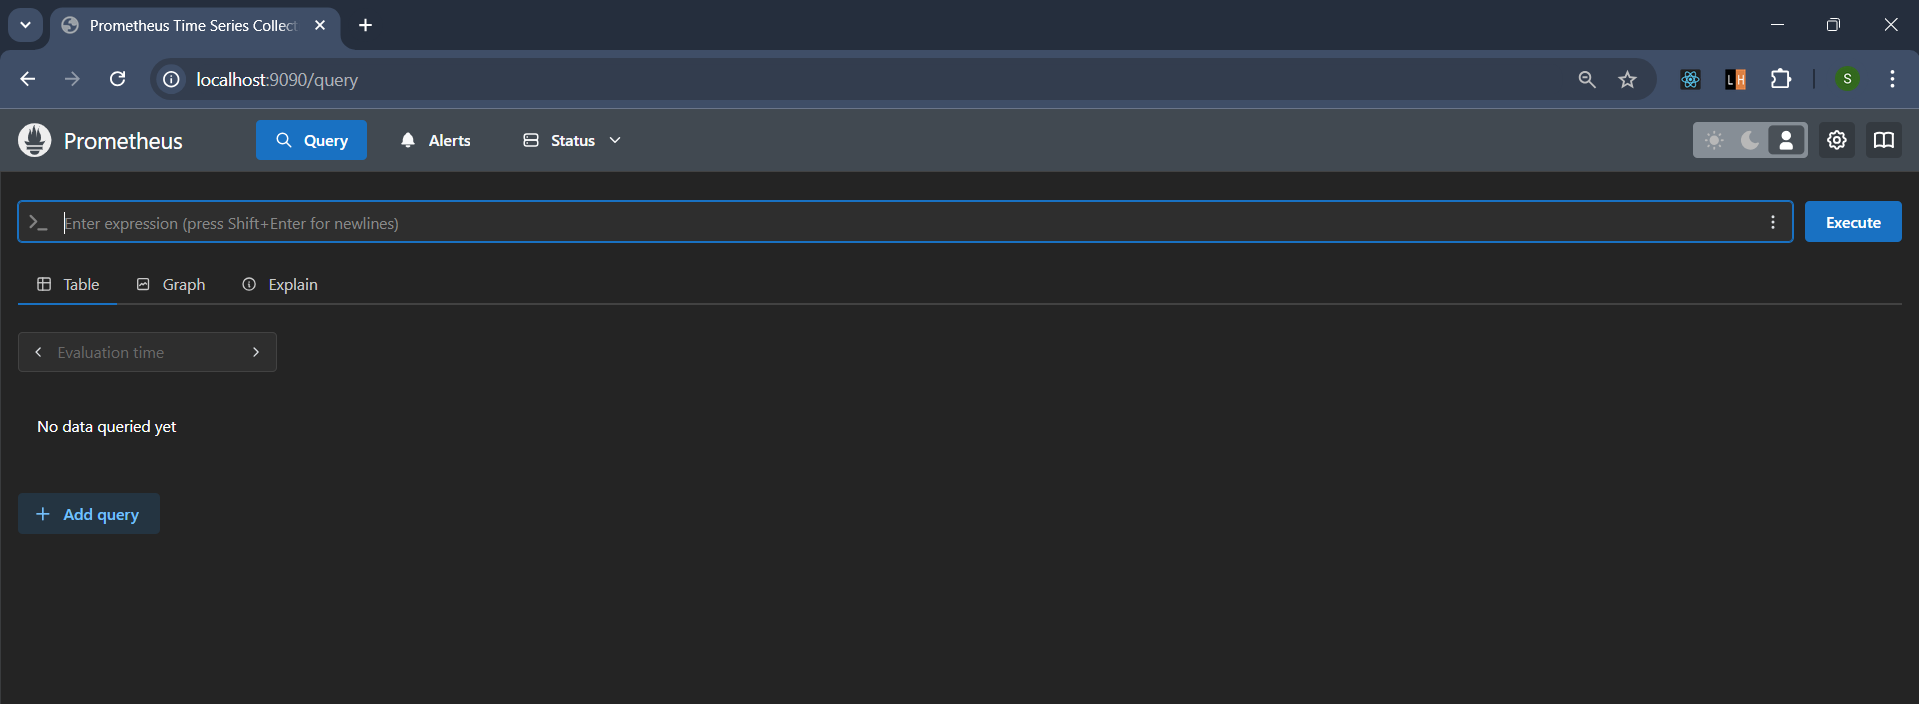 Prometheus Time Series Collect
localhost:9090/query
S
L H
Prometheus
Query
Alerts
Status
>_ Enter expression (press Shift+Enter for newlines)
Execute
Table
Graph
Explain
Evaluation time
No data queried yet
+ Add query